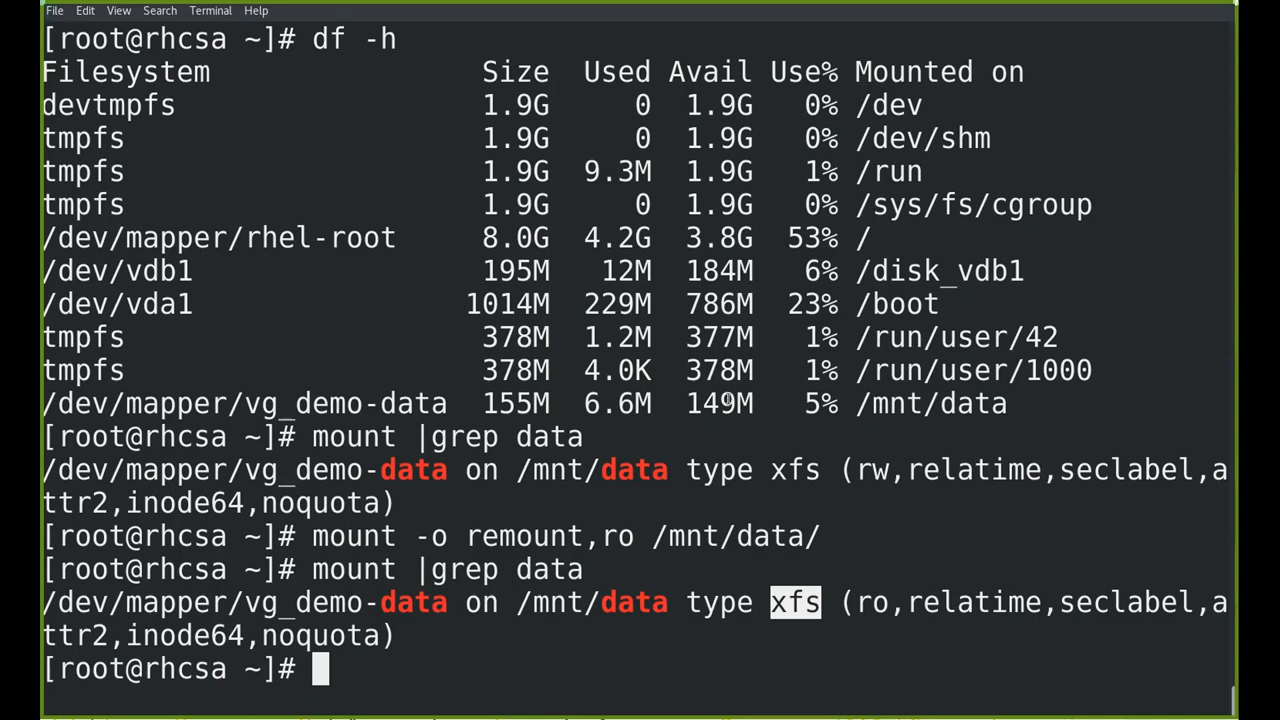 File Edit View Search Terminal Help
[root@rhcsa ~]# df -h
Filesystem Size Used Avail Use% Mounted on
devtmpfs 1.9G 0 1.9G 0% /dev
tmpfs 1.9G 0 1.9G 0% /dev/shm
tmpfs 1.9G 9.3M 1.9G 1% /run
tmpfs 1.9G 0 1.9G 0% /sys/fs/cgroup
/dev/mapper/rhel-root 8.0G 4.2G 3.8G 53% /
/dev/vdb1 195M 12M 184M 6% /disk_vdb1
/dev/vda1 1014M 229M 786M 23% /boot
tmpfs 378M 1.2M 377M 1% /run/user/42
tmpfs 378M 4.0K 378M 1% /run/user/1000
/dev/mapper/vg_demo-data 155M 6.6M 149M 5% /mnt/data
[root@rhcsa ~]# mount |grep data
/dev/mapper/vg_demo-data on /mnt/data type xfs (rw,relatime,seclabel,a
ttr2,inode64,noquota)
[root@rhcsa ~]# mount -o remount,ro /mnt/data/
[root@rhcsa ~]# mount |grep data
/dev/mapper/vg_demo-data on /mnt/data type xfs (ro,relatime,seclabel,a
ttr2,inode64,noquota)
[root@rhcsa ~]#